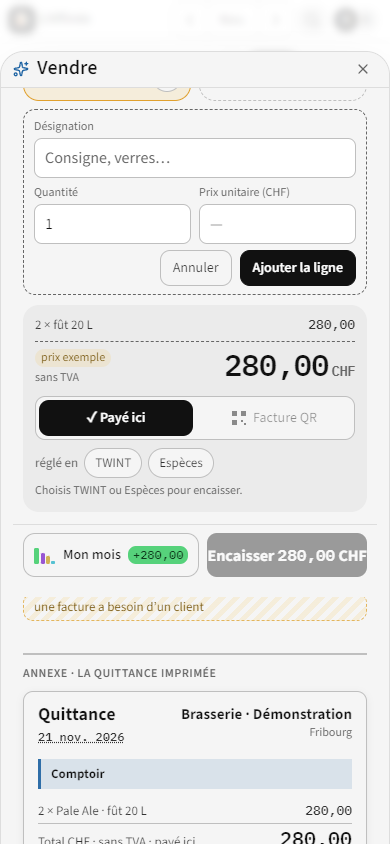 Vendre
Désignation
Consigne, verres…
Quantité
Prix unitaire (CHF)
1
—
Annuler
Ajouter la ligne
2 × fût 20 L
280,00
prix exemple
sans TVA
280,00 CHF
✓ Payé ici
Facture QR
réglé en
TWINT
Espèces
Choisis TWINT ou Espèces pour encaisser.
Mon mois
+280,00
Encaisser 280,00 CHF
une facture a besoin d'un client
ANNEXE · LA QUITTANCE IMPRIMÉE
Quittance
Brasserie · Démonstration
21 nov. 2026
Fribourg
Comptoir
2 × Pale Ale · fût 20 L
280,00
Total CHF · sans TVA · payé ici
280,00